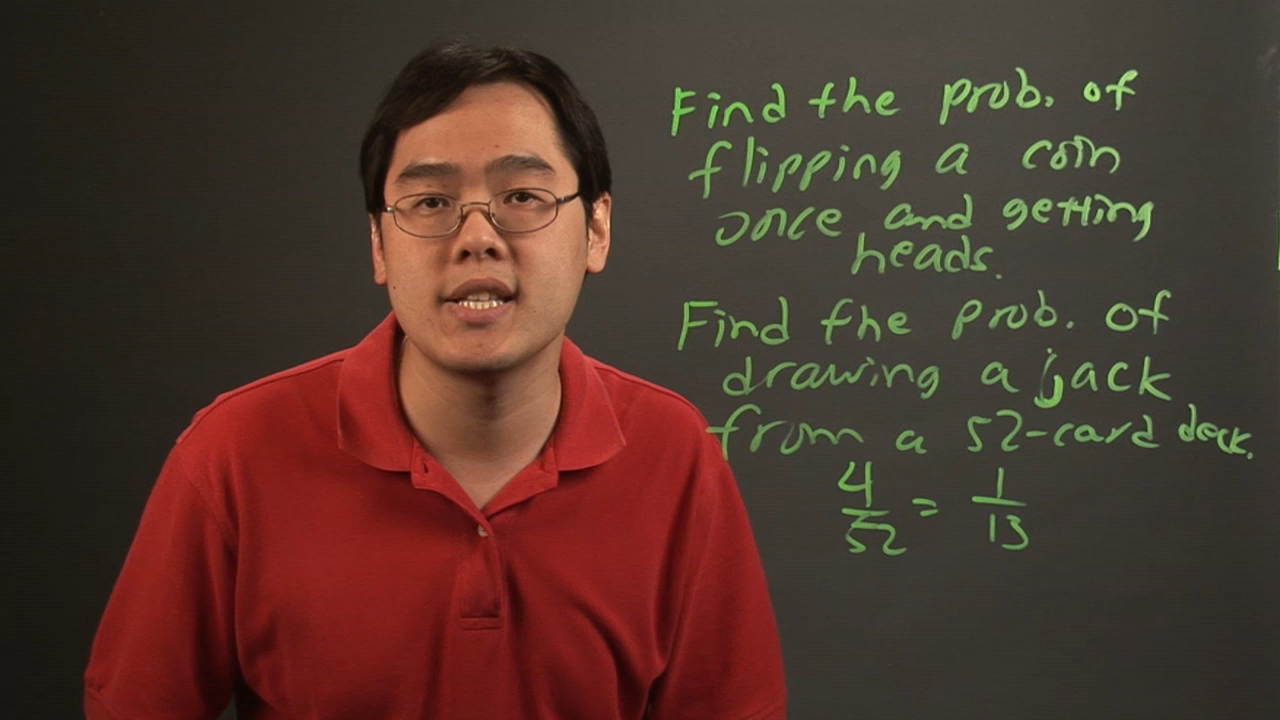 Find the prob. of
flipping a coin
once and getting
heads.
Find the prob. of
drawing a jack
from a 52-card deck.
4/52 = 1/13